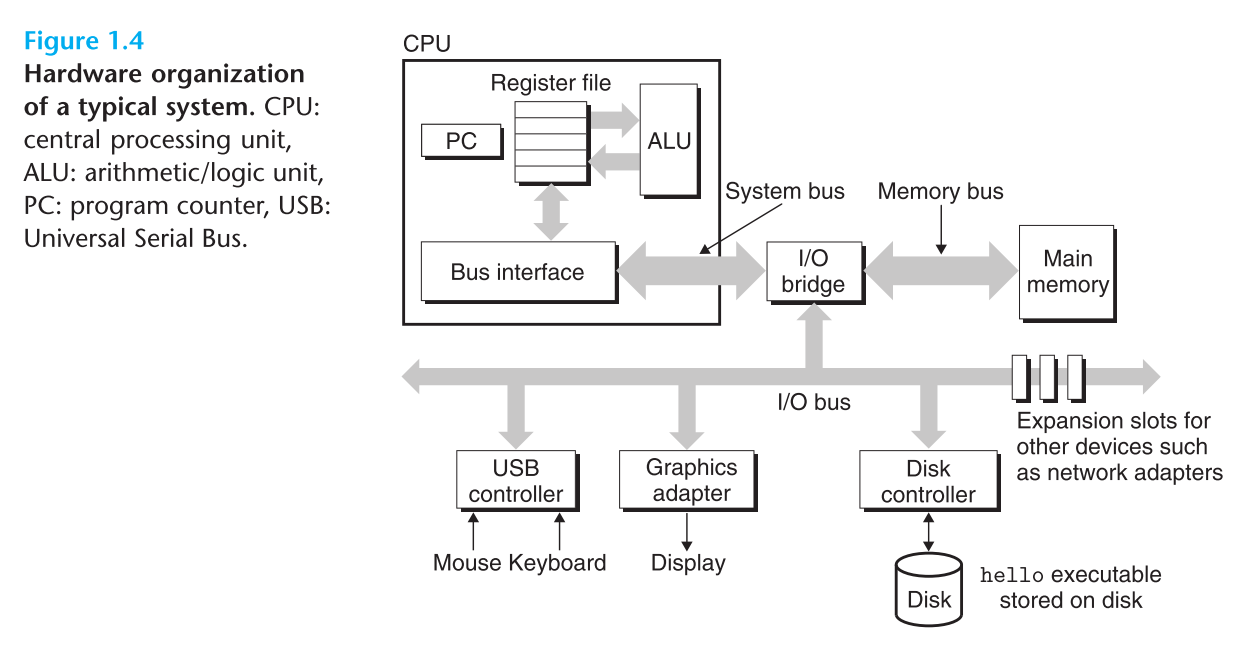 Figure 1.4
Hardware organization
of a typical system. CPU:
central processing unit,
ALU: arithmetic/logic unit,
PC: program counter, USB:
Universal Serial Bus.
CPU
Register file
PC
ALU
System bus
Memory bus
Bus interface
I/O
bridge
Main
memory
I/O bus
Expansion slots for
other devices such
as network adapters
USB
controller
Graphics
adapter
Disk
controller
Mouse Keyboard
Display
Disk
hello executable
stored on disk